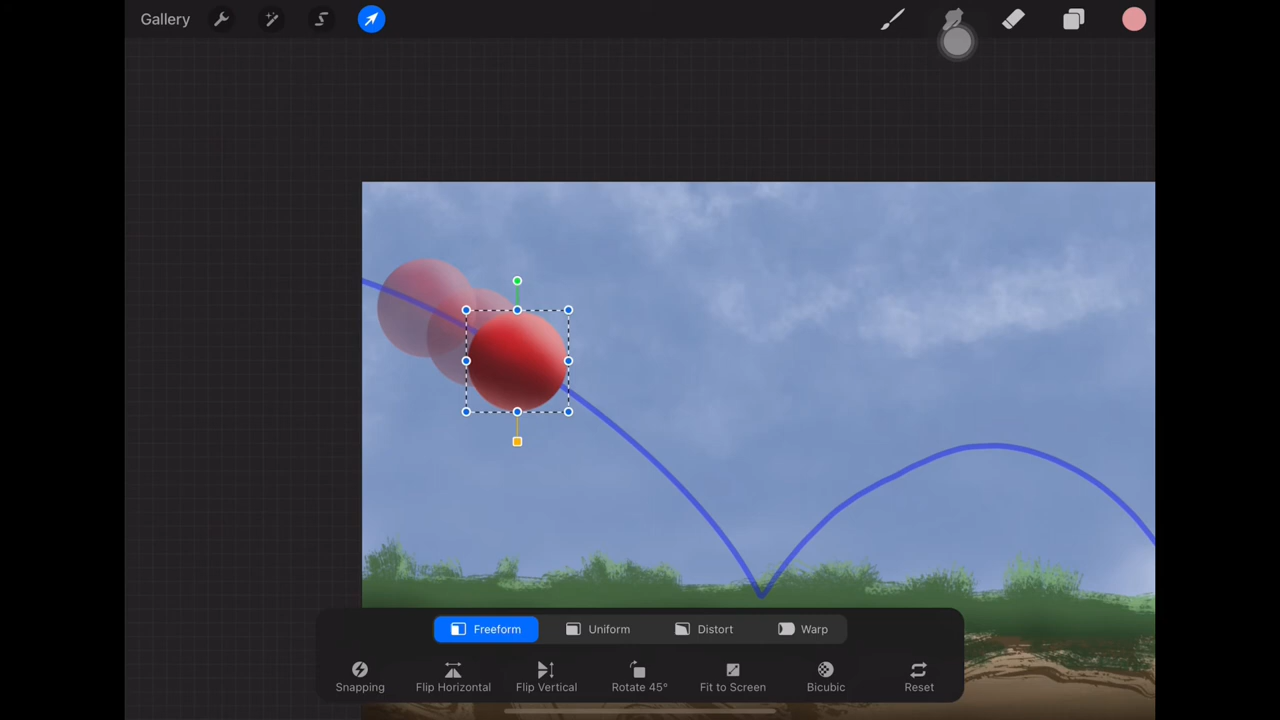 Gallery
Freeform Uniform Distort Warp
Snapping Flip Horizontal Flip Vertical Rotate 45° Fit to Screen Bicubic Reset